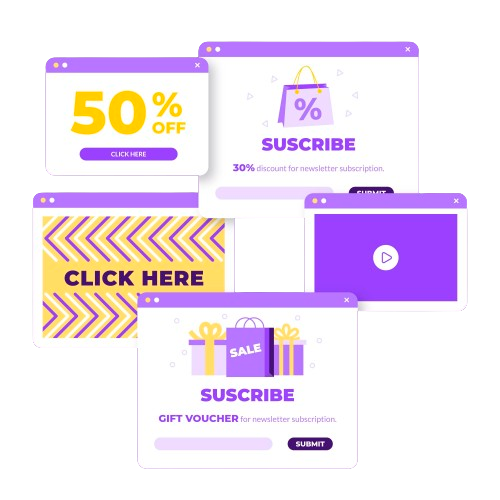 50%
OFF
CLICK HERE
%
SUSCRIBE
30% discount for newsletter subscription.
SUBMIT
CLICK HERE
SALE
SUSCRIBE
GIFT VOUCHER for newsletter subscription.
SUBMIT